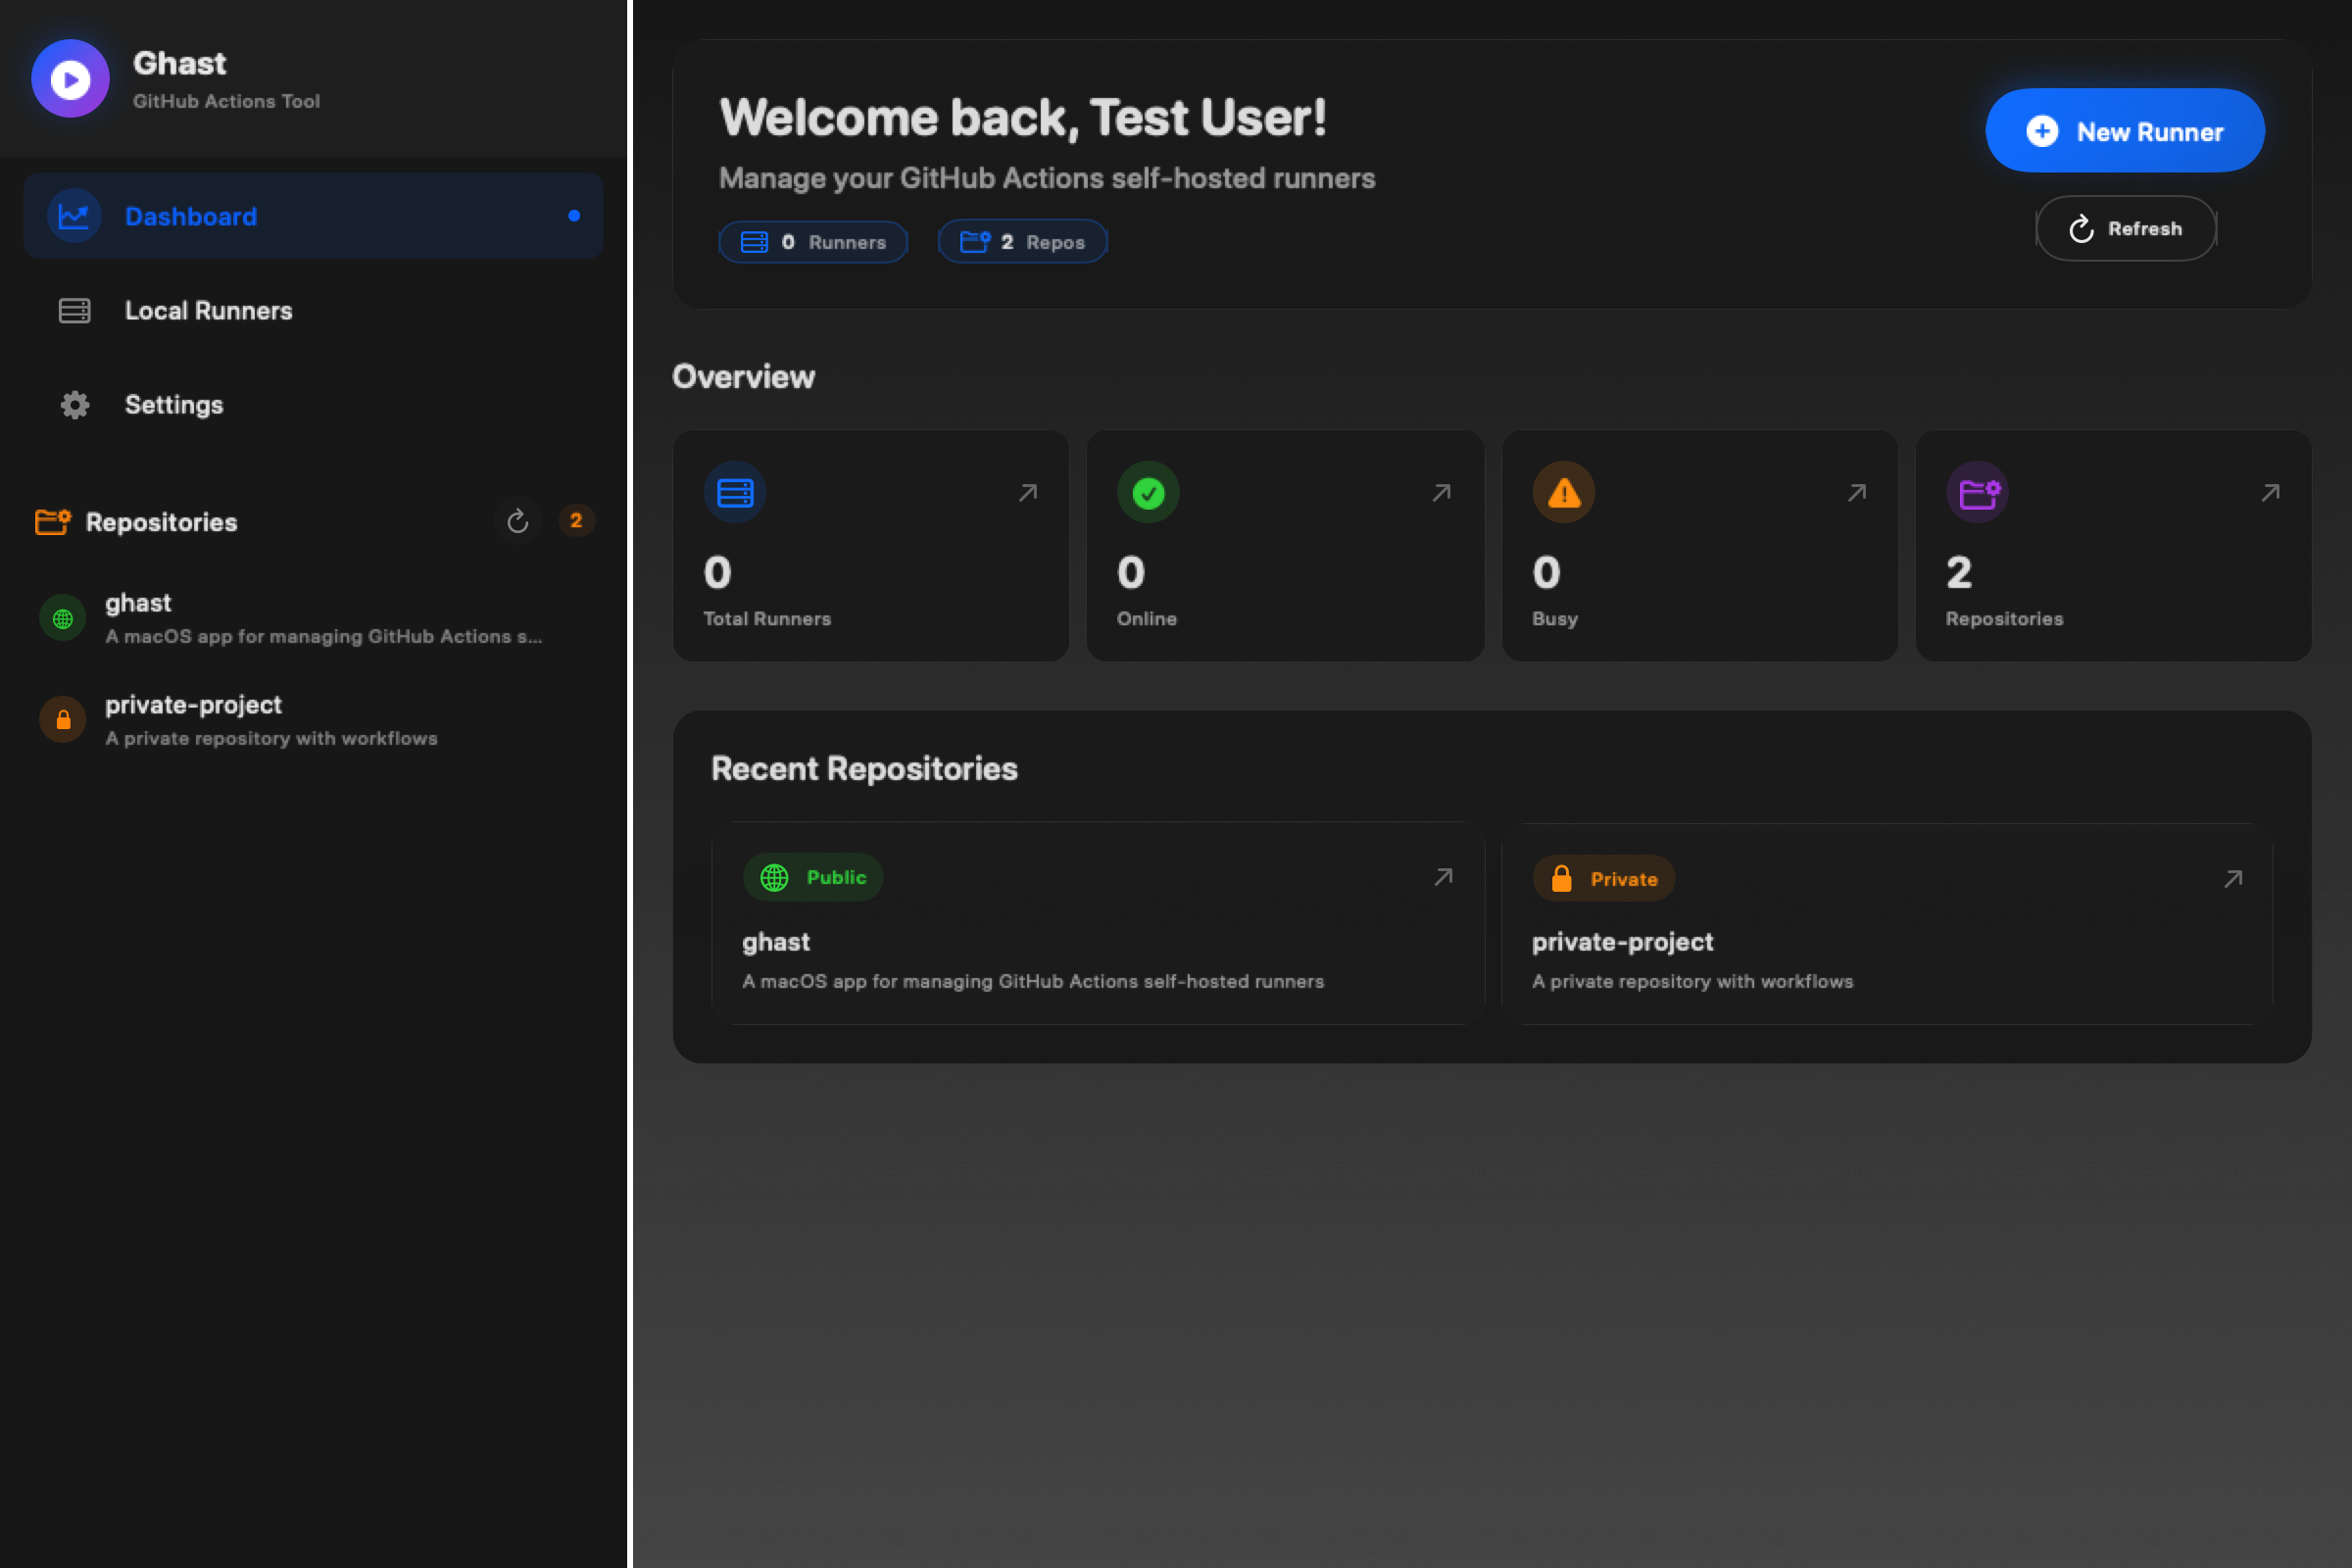 Ghast
GitHub Actions Tool
Dashboard
Local Runners
Settings
Repositories
2
ghast
A macOS app for managing GitHub Actions s...
private-project
A private repository with workflows
Welcome back, Test User!
Manage your GitHub Actions self-hosted runners
0 Runners
2 Repos
New Runner
Refresh
Overview
0
Total Runners
0
Online
0
Busy
2
Repositories
Recent Repositories
Public
ghast
A macOS app for managing GitHub Actions self-hosted runners
Private
private-project
A private repository with workflows